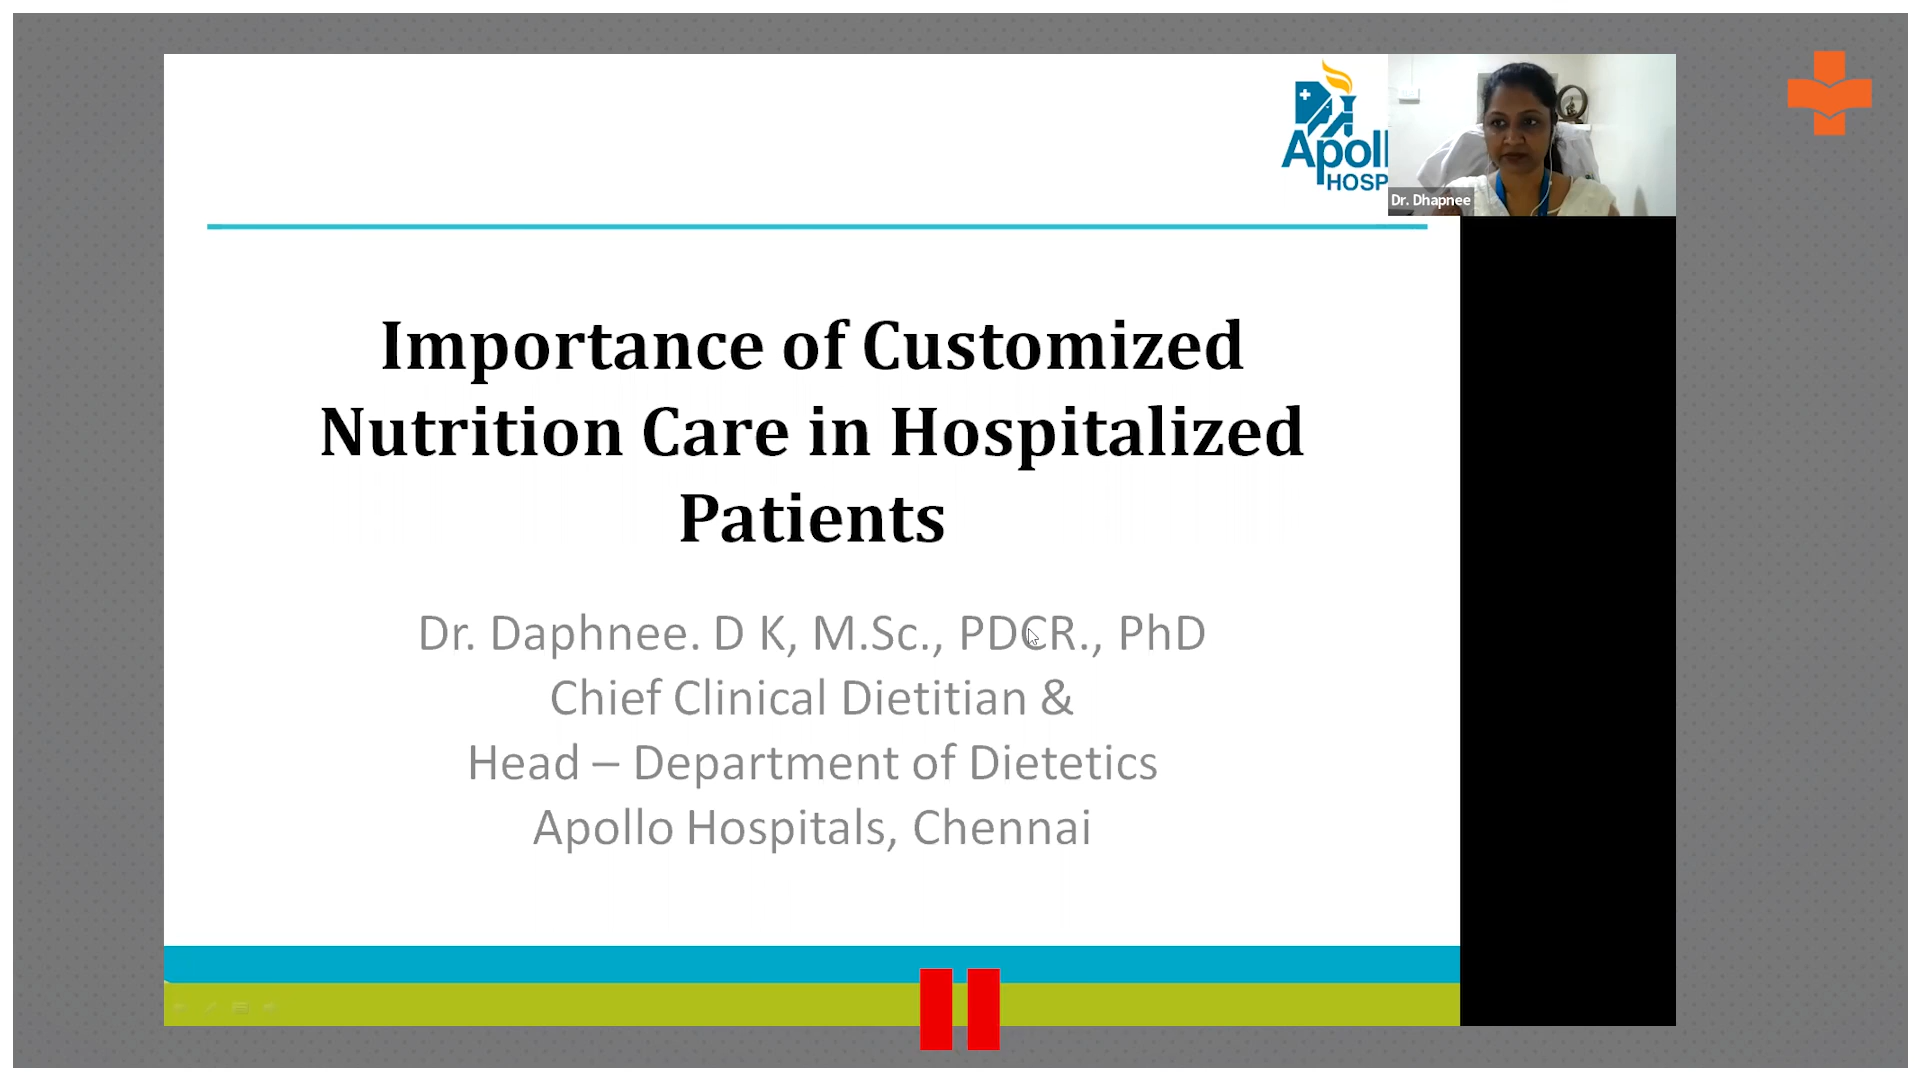 Apoll
HOSP
Dr. Dhapnee
Importance of Customized
Nutrition Care in Hospitalized
Patients
Dr. Daphnee. D K, M.Sc., PDCR., PhD
Chief Clinical Dietitian &
Head – Department of Dietetics
Apollo Hospitals, Chennai